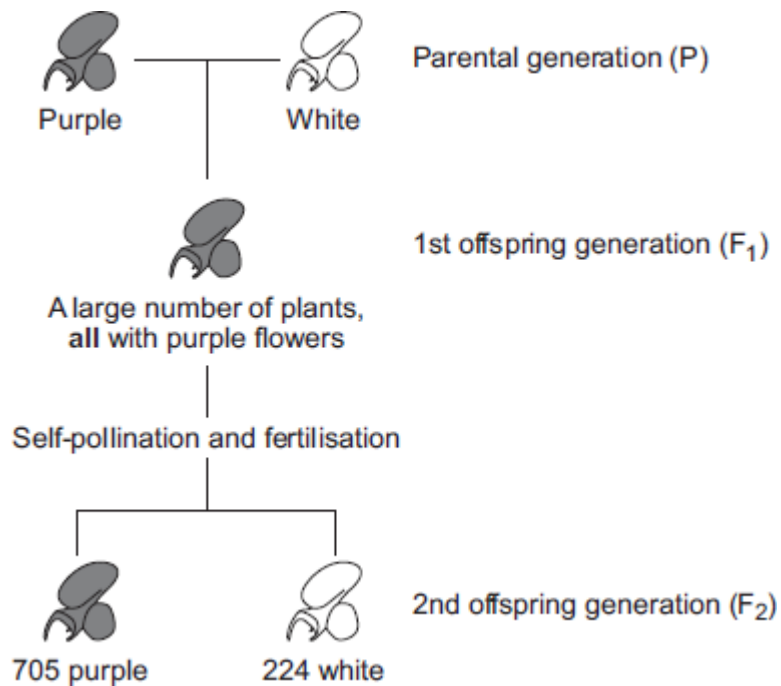 Purple
White
Parental generation (P)
A large number of plants,
all with purple flowers
1st offspring generation (F1)
Self-pollination and fertilisation
705 purple
224 white
2nd offspring generation (F2)